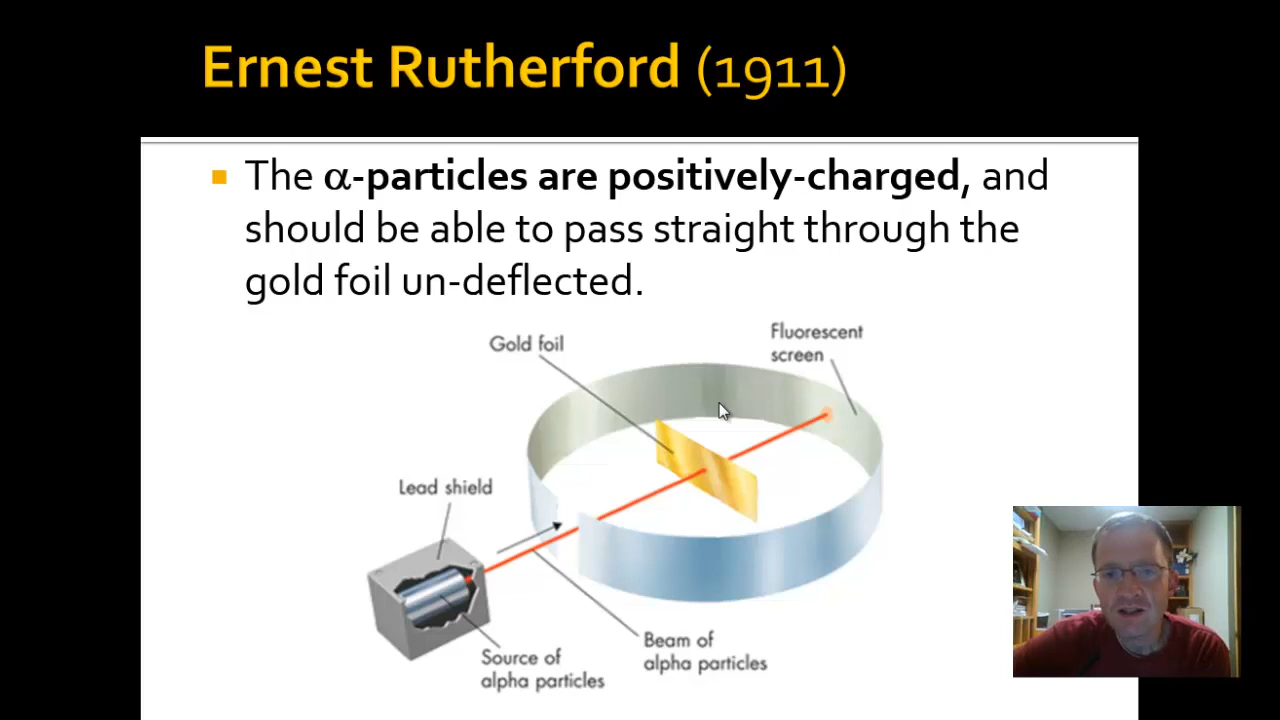 Ernest Rutherford (1911)
The α-particles are positively-charged, and
should be able to pass straight through the
gold foil un-deflected.
Gold foil
Fluorescent
screen
Lead shield
Beam of
alpha particles
Source of
alpha particles